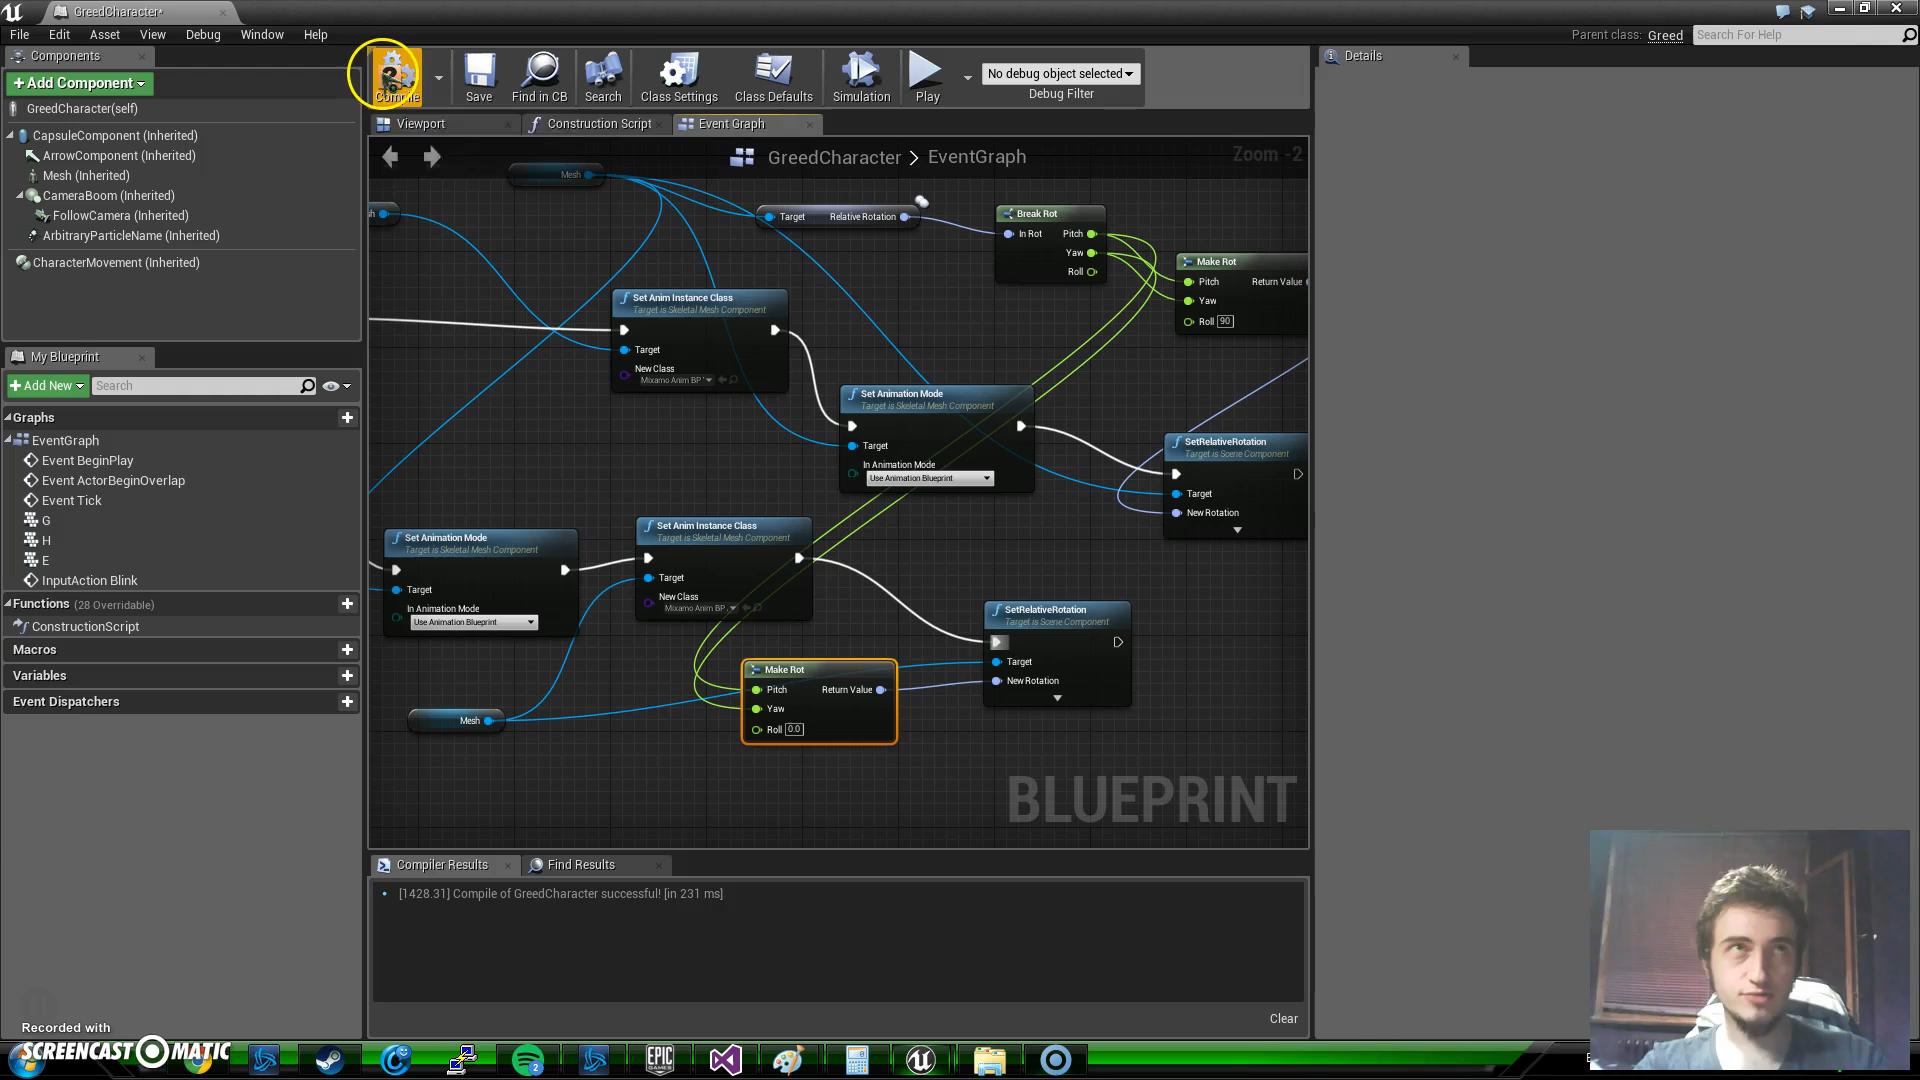 GreedCharacter*
File Edit Asset View Debug Window Help
Parent class: Greed
Search For Help
Components
+Add Component
GreedCharacter(self)
CapsuleComponent (Inherited)
ArrowComponent (Inherited)
Mesh (Inherited)
CameraBoom (Inherited)
FollowCamera (Inherited)
ArbitraryParticleName (Inherited)
CharacterMovement (Inherited)
My Blueprint
+Add New
Search
Graphs
EventGraph
Event BeginPlay
Event ActorBeginOverlap
Event Tick
G
H
E
InputAction Blink
Functions (28 Overridable)
ConstructionScript
Macros
Variables
Event Dispatchers
Compile
Save
Find in CB
Search
Class Settings
Class Defaults
Simulation
Play
No debug object selected
Debug Filter
Viewport
Construction Script
Event Graph
GreedCharacter > EventGraph
Zoom -2
Mesh
Target Relative Rotation
Break Rot
In Rot Pitch
Yaw
Roll
Make Rot
Pitch Return Value
Yaw
Roll 90
Set Anim Instance Class
Target is Skeletal Mesh Component
Target
New Class
Mixamo Anim BP
Set Animation Mode
Target is Skeletal Mesh Component
Target
In Animation Mode
Use Animation Blueprint
SetRelativeRotation
Target is Scene Component
Target
New Rotation
Set Animation Mode
Target is Skeletal Mesh Component
Target
In Animation Mode
Use Animation Blueprint
Set Anim Instance Class
Target is Skeletal Mesh Component
Target
New Class
Mixamo Anim BP
SetRelativeRotation
Target is Scene Component
Target
New Rotation
Make Rot
Pitch Return Value
Yaw
Roll 0.0
Mesh
BLUEPRINT
Compiler Results
Find Results
[1428.31] Compile of GreedCharacter successful! [in 231 ms]
Clear
Details
Recorded with
SCREENCAST-O-MATIC
EPIC GAMES
2